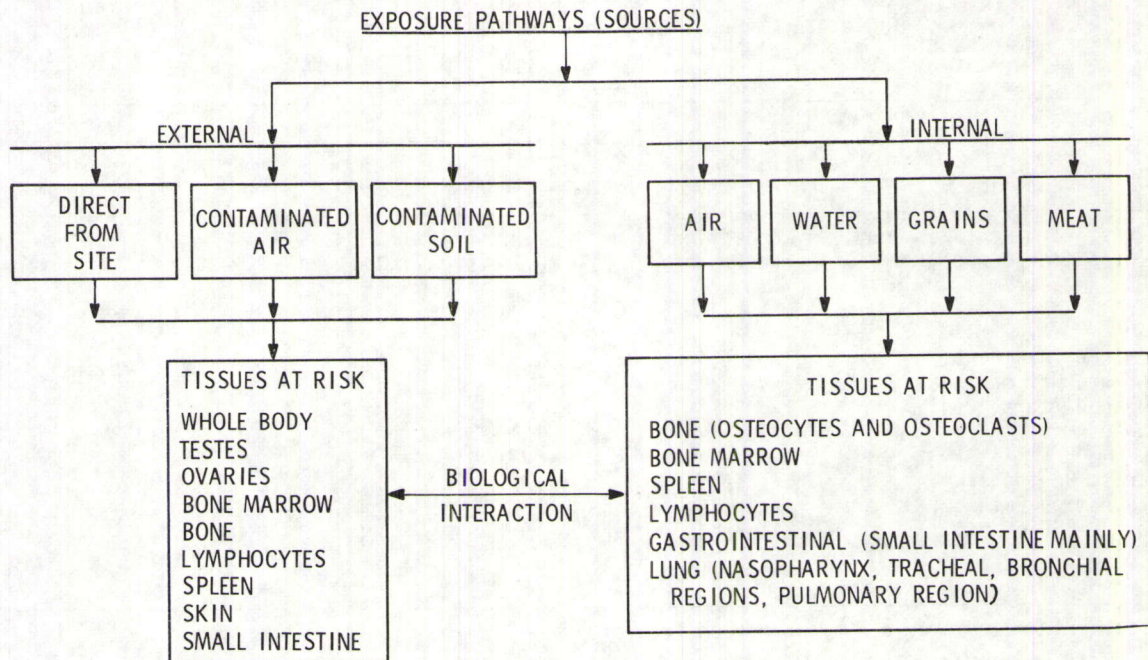 EXPOSURE PATHWAYS (SOURCES)
EXTERNAL
DIRECT
FROM
SITE
CONTAMINATED
AIR
CONTAMINATED
SOIL
INTERNAL
AIR
WATER
GRAINS
MEAT
TISSUES AT RISK
WHOLE BODY
TESTES
OVARIES
BONE MARROW
BONE
LYMPHOCYTES
SPLEEN
SKIN
SMALL INTESTINE
BIOLOGICAL
INTERACTION
TISSUES AT RISK
BONE (OSTEOCYTES AND OSTEOCLASTS)
BONE MARROW
SPLEEN
LYMPHOCYTES
GASTROINTESTINAL (SMALL INTESTINE MAINLY)
LUNG (NASOPHARYNX, TRACHEAL, BRONCHIAL
REGIONS, PULMONARY REGION)